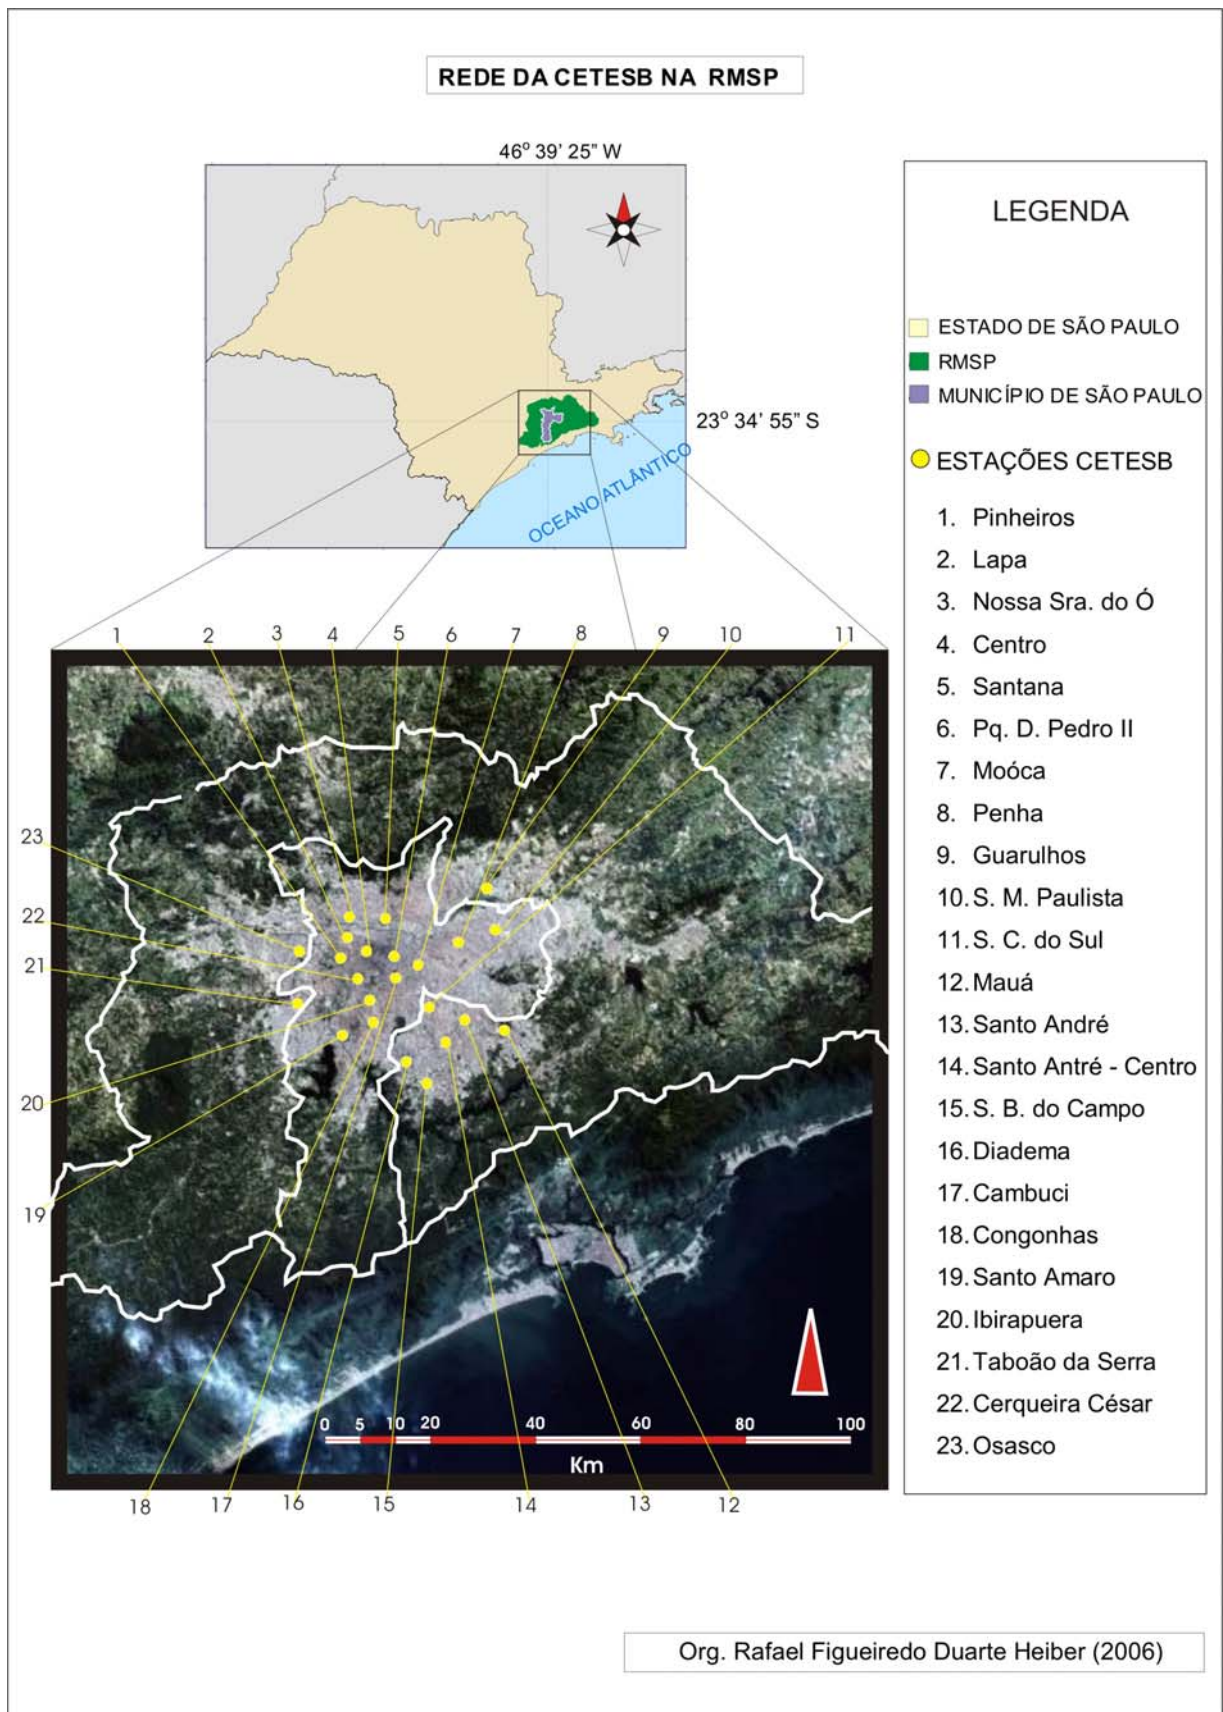 REDE DA CETESB NA RMSP
46º 39' 25" W
23º 34' 55" S
OCEANO ATLÂNTICO
1 2 3 4 5 6 7 8 9 10 11
23
22
21
20
19
0 5 10 20 40 60 80 100
Km
18 17 16 15 14 13 12
LEGENDA
ESTADO DE SÃO PAULO
RMSP
MUNICÍPIO DE SÃO PAULO
ESTAÇÕES CETESB
1. Pinheiros
2. Lapa
3. Nossa Sra. do Ó
4. Centro
5. Santana
6. Pq. D. Pedro II
7. Moóca
8. Penha
9. Guarulhos
10. S. M. Paulista
11. S. C. do Sul
12. Mauá
13. Santo André
14. Santo Antré - Centro
15. S. B. do Campo
16. Diadema
17. Cambuci
18. Congonhas
19. Santo Amaro
20. Ibirapuera
21. Taboão da Serra
22. Cerqueira César
23. Osasco
Org. Rafael Figueiredo Duarte Heiber (2006)